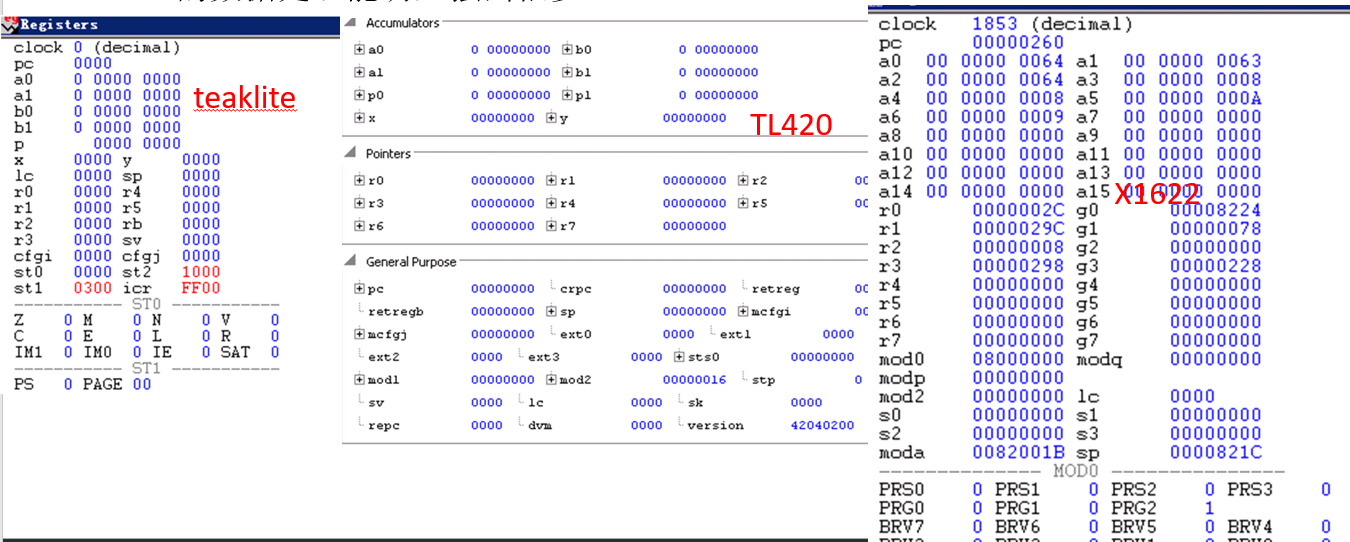 Registers
clock 0 (decimal)
pc 0000
a0 0 0000 0000
a1 0 0000 0000
b0 0 0000 0000
b1 0 0000 0000
p 0000 0000
x 0000 y 0000
lc 0000 sp 0000
r0 0000 r4 0000
r1 0000 r5 0000
r2 0000 rb 0000
r3 0000 sv 0000
cfgi 0000 cfgj 0000
st0 0000 st2 1000
st1 0300 icr FF00
ST0
Z 0 M 0 N 0 V 0
C 0 E 0 L 0 R 0
IM1 0 IM0 0 IE 0 SAT 0
ST1
PS 0 PAGE 00
teaklite
Accumulators
a0 0 00000000 b0 0 00000000
a1 0 00000000 b1 0 00000000
p0 0 00000000 p1 0 00000000
x 00000000 y 00000000
TL420
Pointers
r0 00000000 r1 00000000 r2 00
r3 00000000 r4 00000000 r5 00
r6 00000000 r7 00000000
General Purpose
pc 00000000 crpc 00000000 retreg 00
retregb 00000000 sp 00000000 mcfgi 00
mcfgj 00000000 ext0 0000 ext1 0000
ext2 0000 ext3 0000 sts0 00000000
mod1 00000000 mod2 00000016 stp 0
sv 0000 lc 0000 sk 0000
repc 0000 dvm 0000 version 42040200
clock 1853 (decimal)
pc 00000260
a0 00 0000 0064 a1 00 0000 0063
a2 00 0000 0064 a3 00 0000 0008
a4 00 0000 0008 a5 00 0000 000A
a6 00 0000 0009 a7 00 0000 0000
a8 00 0000 0000 a9 00 0000 0000
a10 00 0000 0000 a11 00 0000 0000
a12 00 0000 0000 a13 00 0000 0000
a14 00 0000 0000 a15 00 0000 0000
X1622
r0 0000002C g0 00008224
r1 0000029C g1 00000078
r2 00000008 g2 00000000
r3 00000298 g3 00000228
r4 00000000 g4 00000000
r5 00000000 g5 00000000
r6 00000000 g6 00000000
r7 00000000 g7 00000000
mod0 08000000 modq 00000000
modp 00000000
mod2 00000000 lc 0000
s0 00000000 s1 00000000
s2 00000000 s3 00000000
moda 0082001B sp 0000821C
MOD0
PRS0 0 PRS1 0 PRS2 0 PRS3 0
PRG0 0 PRG1 0 PRG2 1
BRV7 0 BRV6 0 BRV5 0 BRV4 0